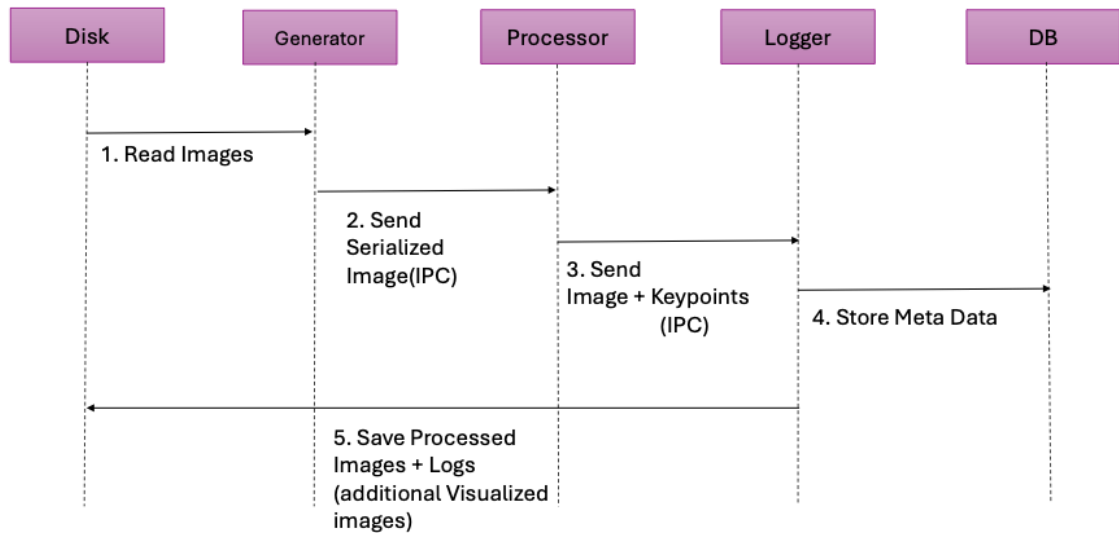 Disk
Generator
Processor
Logger
DB
1. Read Images
2. Send
Serialized
Image(IPC)
3. Send
Image + Keypoints
(IPC)
4. Store Meta Data
5. Save Processed
Images + Logs
(additional Visualized
images)